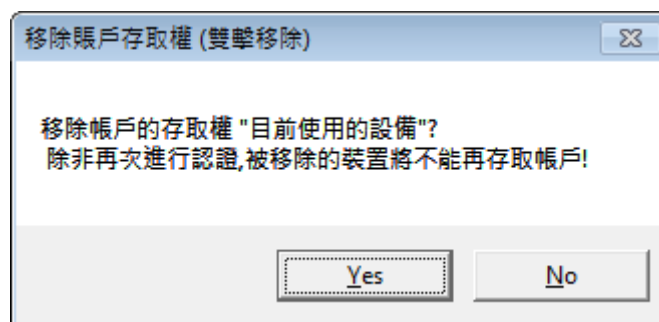 移除賬戶存取權 (雙擊移除)
移除帳戶的存取權 "目前使用的設備"?
除非再次進行認證,被移除的裝置將不能再存取帳戶!
Yes
No